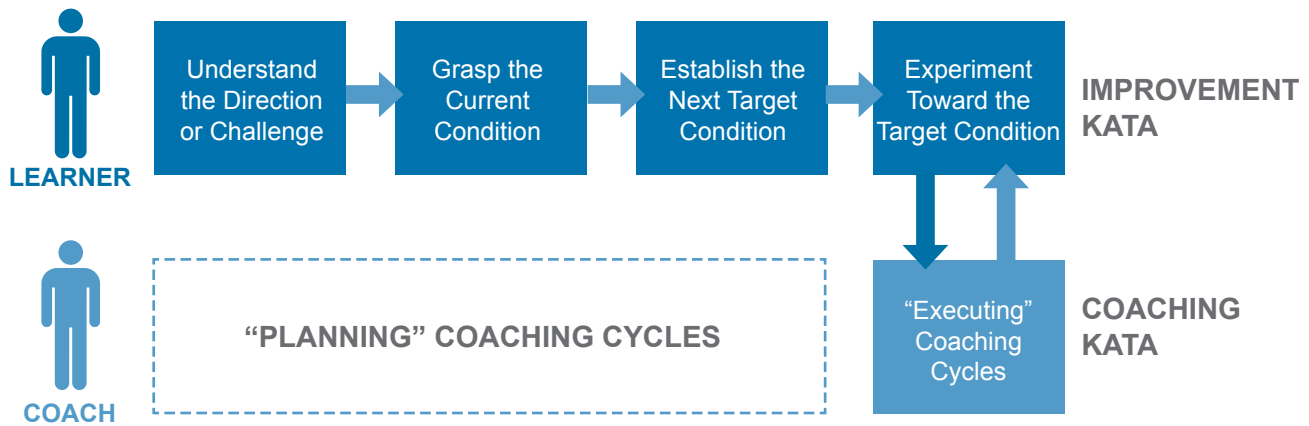 Understand
the Direction
or Challenge
Grasp the
Current
Condition
Establish the
Next Target
Condition
Experiment
Toward the
Target Condition
IMPROVEMENT
KATA
LEARNER
“PLANNING” COACHING CYCLES
“Executing”
Coaching
Cycles
COACHING
KATA
COACH